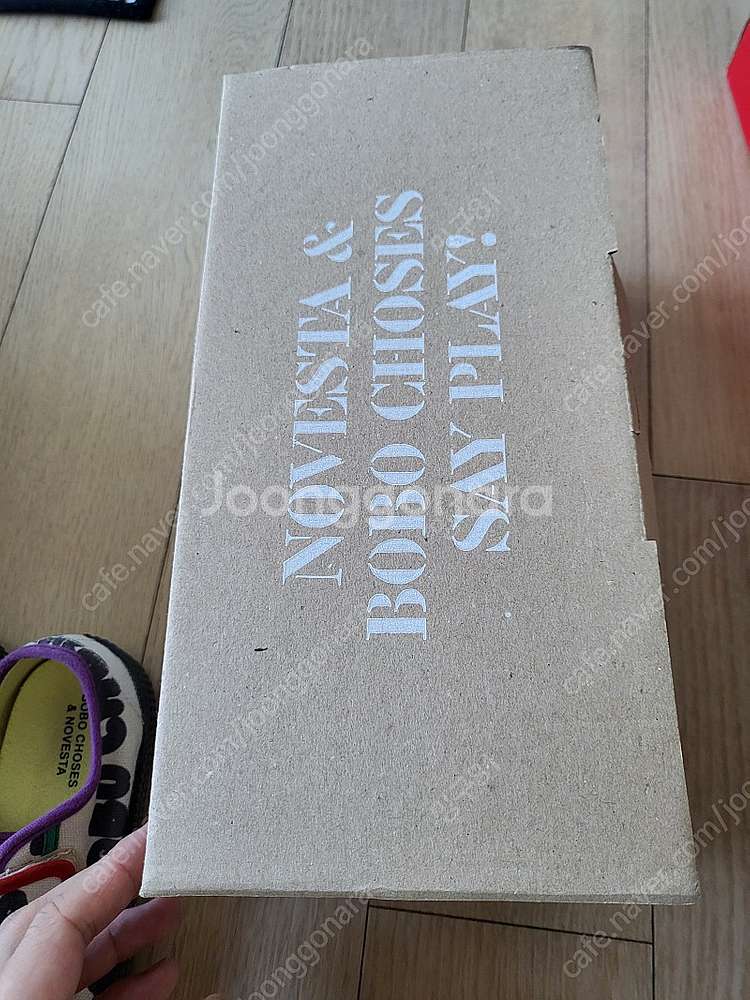 NOVESTA &
BOBO CHOSES
SAY PLAY!
BOBO CHOSES
& NOVESTA
Joonggonara
cafe.naver.com/joonggonara